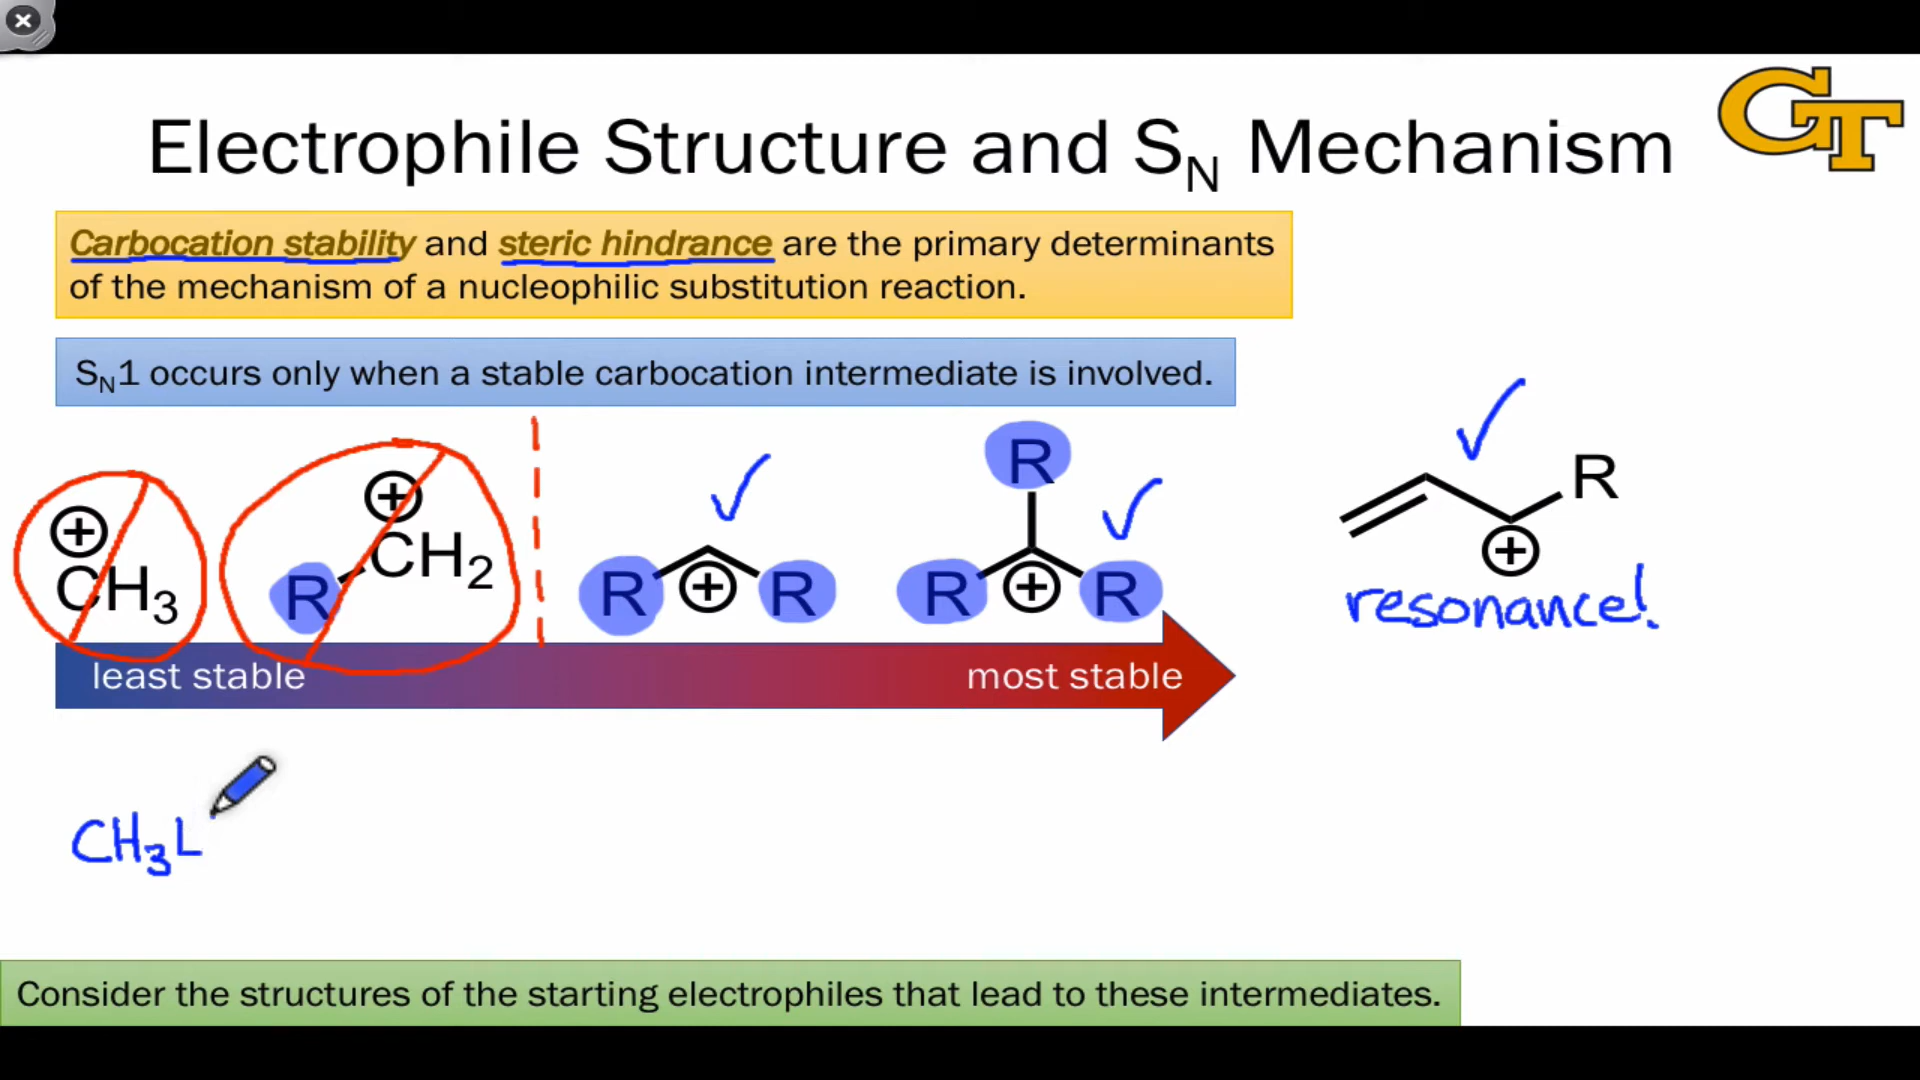 GT
Electrophile Structure and S_N Mechanism
Carbocation stability and steric hindrance are the primary determinants
of the mechanism of a nucleophilic substitution reaction.
S_N1 occurs only when a stable carbocation intermediate is involved.
⊕
CH₃
⊕
R CH₂
R ⊕ R
R
R ⊕ R
R
⊕
resonance!
least stable
most stable
CH₃L
Consider the structures of the starting electrophiles that lead to these intermediates.